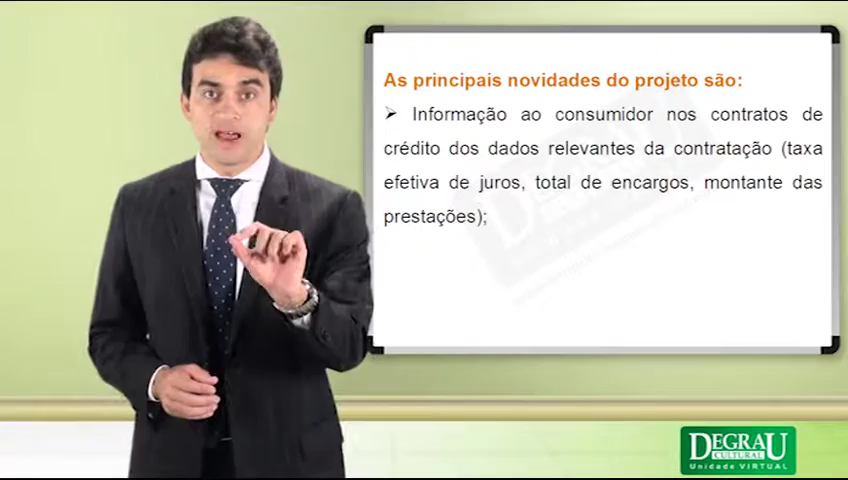 As principais novidades do projeto são:
➢ Informação ao consumidor nos contratos de
crédito dos dados relevantes da contratação (taxa
efetiva de juros, total de encargos, montante das
prestações);
DEGRAU
CULTURAL
Unidade VIRTUAL